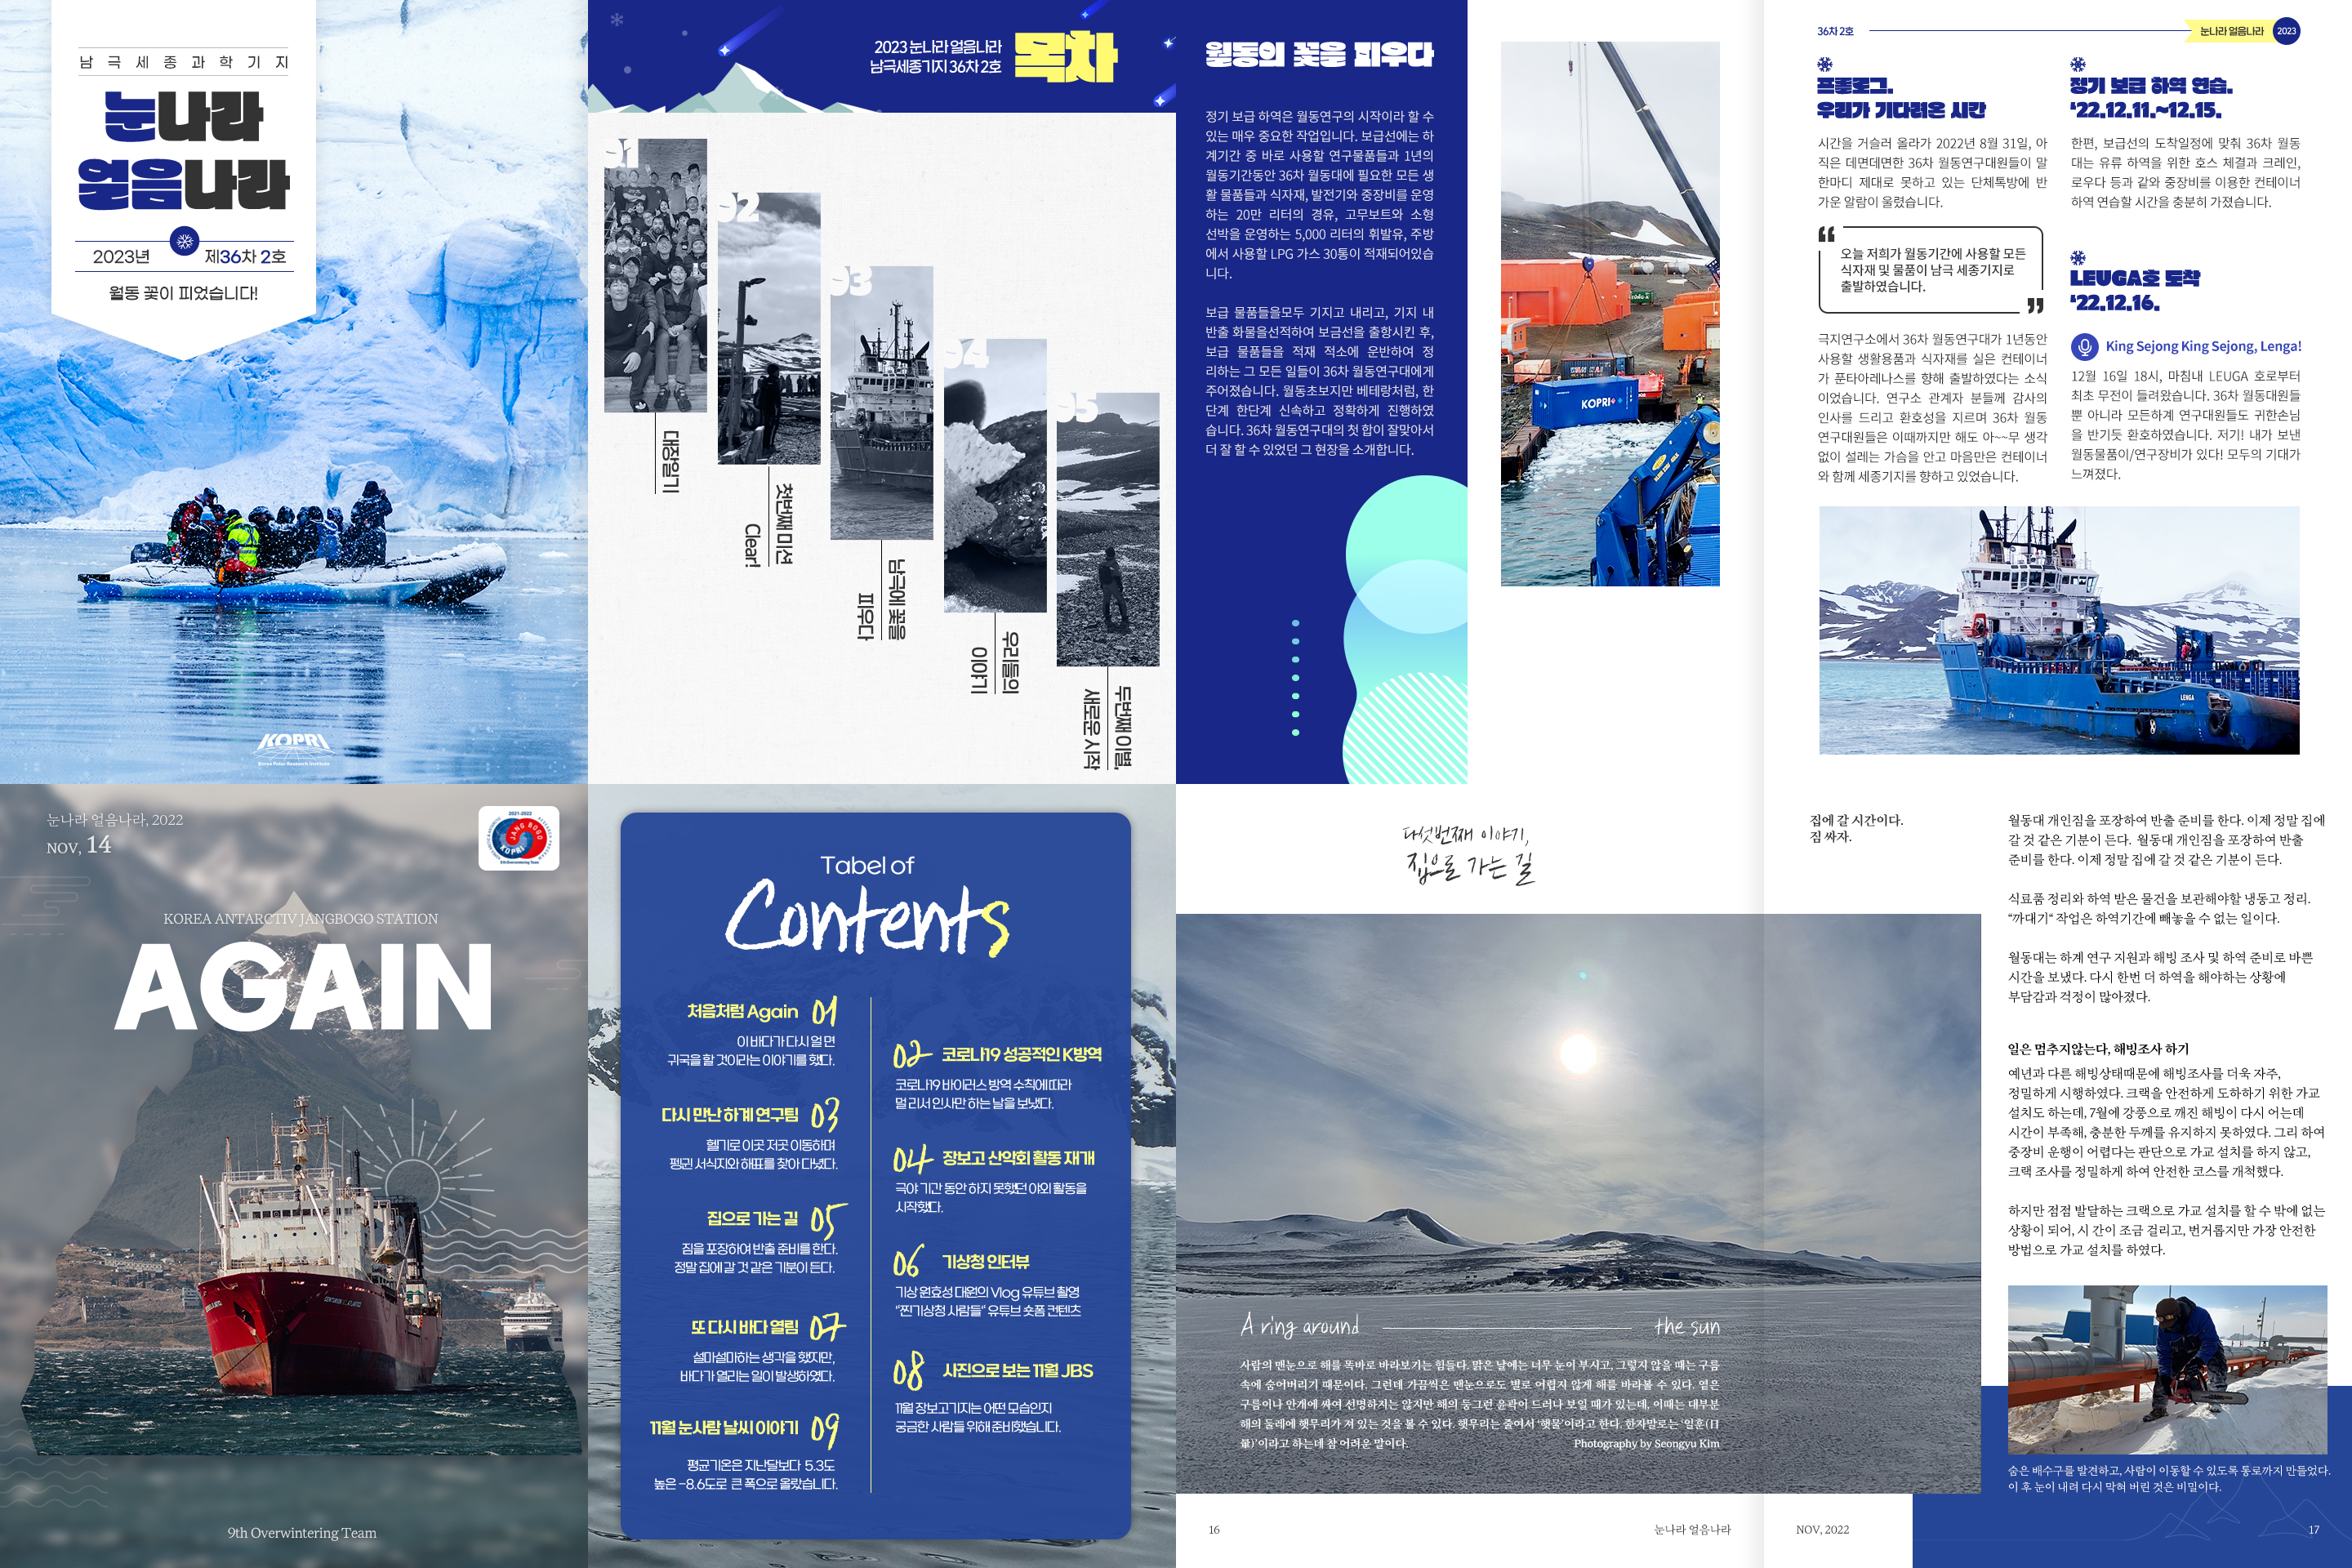 남극세종과학기지
눈나라
얼음나라
2023년 제36차 2호
월동 꽃이 피었습니다!
KOPRI
Korea Polar Research Institute
2023 눈나라 얼음나라
남극세종기지 36차 2호
목차
01
대장일기
02
첫번째 미션
Clear!
03
남극에 꽃을
피우다
04
우리들의
이야기
05
두번째 이별,
새로운 시작
월동의 꽃을 피우다
정기 보급 하역은 월동연구의 시작이라 할 수
있는 매우 중요한 작업입니다. 보급선에는 하
계기간 중 바로 사용할 연구물품들과 1년의
월동기간동안 36차 월동대에 필요한 모든 생
활 물품들과 식자재, 발전기와 중장비를 운영
하는 20만 리터의 경유, 고무보트와 소형
선박을 운영하는 5,000 리터의 휘발유, 주방
에서 사용할 LPG 가스 30통이 적재되어있습
니다.
보급 물품들을모두 기지고 내리고, 기지 내
반출 화물을선적하여 보금선을 출항시킨 후,
보급 물품들을 적재 적소에 운반하여 정
리하는 그 모든 일들이 36차 월동연구대에게
주어졌습니다. 월동초보지만 베테랑처럼, 한
단계 한단계 신속하고 정확하게 진행하였
습니다. 36차 월동연구대의 첫 합이 잘맞아서
더 잘 할 수 있었던 그 현장을 소개합니다.
KOPRI
36차 2호
눈나라 얼음나라 2023
프롤로그.
우리가 기다려온 시간
시간을 거슬러 올라가 2022년 8월 31일, 아
직은 데면데면한 36차 월동연구대원들이 말
한마디 제대로 못하고 있는 단체톡방에 반
가운 알람이 울렸습니다.
“
오늘 저희가 월동기간에 사용할 모든
식자재 및 물품이 남극 세종기지로
출발하였습니다.
”
극지연구소에서 36차 월동연구대가 1년동안
사용할 생활용품과 식자재를 실은 컨테이너
가 푼타아레나스를 향해 출발하였다는 소식
이었습니다. 연구소 관계자 분들께 감사의
인사를 드리고 환호성을 지르며 36차 월동
연구대원들은 이때까지만 해도 아~~무 생각
없이 설레는 가슴을 안고 마음만은 컨테이너
와 함께 세종기지를 향하고 있었습니다.
정기 보급 하역 연습.
‘22.12.11.~12.15.
한편, 보급선의 도착일정에 맞춰 36차 월동
대는 유류 하역을 위한 호스 체결과 크레인,
로우다 등과 같와 중장비를 이용한 컨테이너
하역 연습할 시간을 충분히 가졌습니다.
LEUGA호 도착
‘22.12.16.
King Sejong King Sejong, Lenga!
12월 16일 18시, 마침내 LEUGA 호로부터
최초 무전이 들려왔습니다. 36차 월동대원들
뿐 아니라 모든하계 연구대원들도 귀한손님
을 반기듯 환호하였습니다. 저기! 내가 보낸
월동물품이/연구장비가 있다! 모두의 기대가
느껴졌다.
LENGA
눈나라 얼음나라, 2022
NOV, 14
2021-2022
JANG BOGO
KOPRI
KOREA ANTARCTIV JANGBOGO STATION
AGAIN
9th Overwintering Team
Tabel of
Contents
처음처럼 Again 01
이 바다가 다시 얼 면
귀국을 할 것이라는 이야기를 했다.
02 코로나19 성공적인 K방역
코로나19 바이러스 방역 수칙에 따라
멀 리서 인사만 하는 날을 보냈다.
다시 만난 하계 연구팀 03
헬기로 이곳 저곳 이동하며
펭귄 서식지와 해표를 찾아 다녔다.
04 장보고 산악회 활동 재개
극야 기간 동안 하지 못했던 야외 활동을
시작했다.
집으로 가는 길 05
짐을 포장하여 반출 준비를 한다.
정말 집에 갈 것 같은 기분이 든다.
06 기상청 인터뷰
기상 원효성 대원의 Vlog 유튜브 촬영
“찐기상청 사람들“ 유튜브 숏폼 컨텐츠
또 다시 바다 열림 07
설마설마하는 생각을 했지만,
바다가 열리는 일이 발생하였다.
08 사진으로 보는 11월 JBS
11월 장보고기지는 어떤 모습인지
궁금한 사람들 위해 준비했습니다.
11월 눈사람 날씨 이야기 09
평균기온은 지난달보다 5.3도
높은 -8.6도로 큰 폭으로 올랐습니다.
다섯번째 이야기,
집으로 가는 길
A ring around the sun
사람의 맨눈으로 해를 똑바로 바라보기는 힘들다. 맑은 날에는 너무 눈이 부시고, 그렇지 않을 때는 구름
속에 숨어버리기 때문이다. 그런데 가끔씩은 맨눈으로도 별로 어렵지 않게 해를 바라볼 수 있다. 엷은
구름이나 안개에 싸여 선명하지는 않지만 해의 둥그런 윤곽이 드러나 보일 때가 있는데, 이때는 대부분
해의 둘레에 햇무리가 져 있는 것을 볼 수 있다. 햇무리는 줄여서 ‘햇물’이라고 한다. 한자말로는 ‘일훈(日
暈)’이라고 하는데 참 어려운 말이다. Photography by Seongyu Kim
16 눈나라 얼음나라
집에 갈 시간이다.
짐 싸자.
월동대 개인짐을 포장하여 반출 준비를 한다. 이제 정말 집에
갈 것 같은 기분이 든다. 월동대 개인짐을 포장하여 반출
준비를 한다. 이제 정말 집에 갈 것 같은 기분이 든다.
식료품 정리와 하역 받은 물건을 보관해야할 냉동고 정리.
“까대기“ 작업은 하역기간에 빼놓을 수 없는 일이다.
월동대는 하계 연구 지원과 해빙 조사 및 하역 준비로 바쁜
시간을 보냈다. 다시 한번 더 하역을 해야하는 상황에
부담감과 걱정이 많아졌다.
일은 멈추지않는다, 해빙조사 하기
예년과 다른 해빙상태때문에 해빙조사를 더욱 자주,
정밀하게 시행하였다. 크랙을 안전하게 도하하기 위한 가교
설치도 하는데, 7월에 강풍으로 깨진 해빙이 다시 어는데
시간이 부족해, 충분한 두께를 유지하지 못하였다. 그리 하여
중장비 운행이 어렵다는 판단으로 가교 설치를 하지 않고,
크랙 조사를 정밀하게 하여 안전한 코스를 개척했다.
하지만 점점 발달하는 크랙으로 가교 설치를 할 수 밖에 없는
상황이 되어, 시 간이 조금 걸리고, 번거롭지만 가장 안전한
방법으로 가교 설치를 하였다.
숨은 배수구를 발견하고, 사람이 이동할 수 있도록 통로까지 만들었다.
이 후 눈이 내려 다시 막혀 버린 것은 비밀이다.
NOV, 2022 17